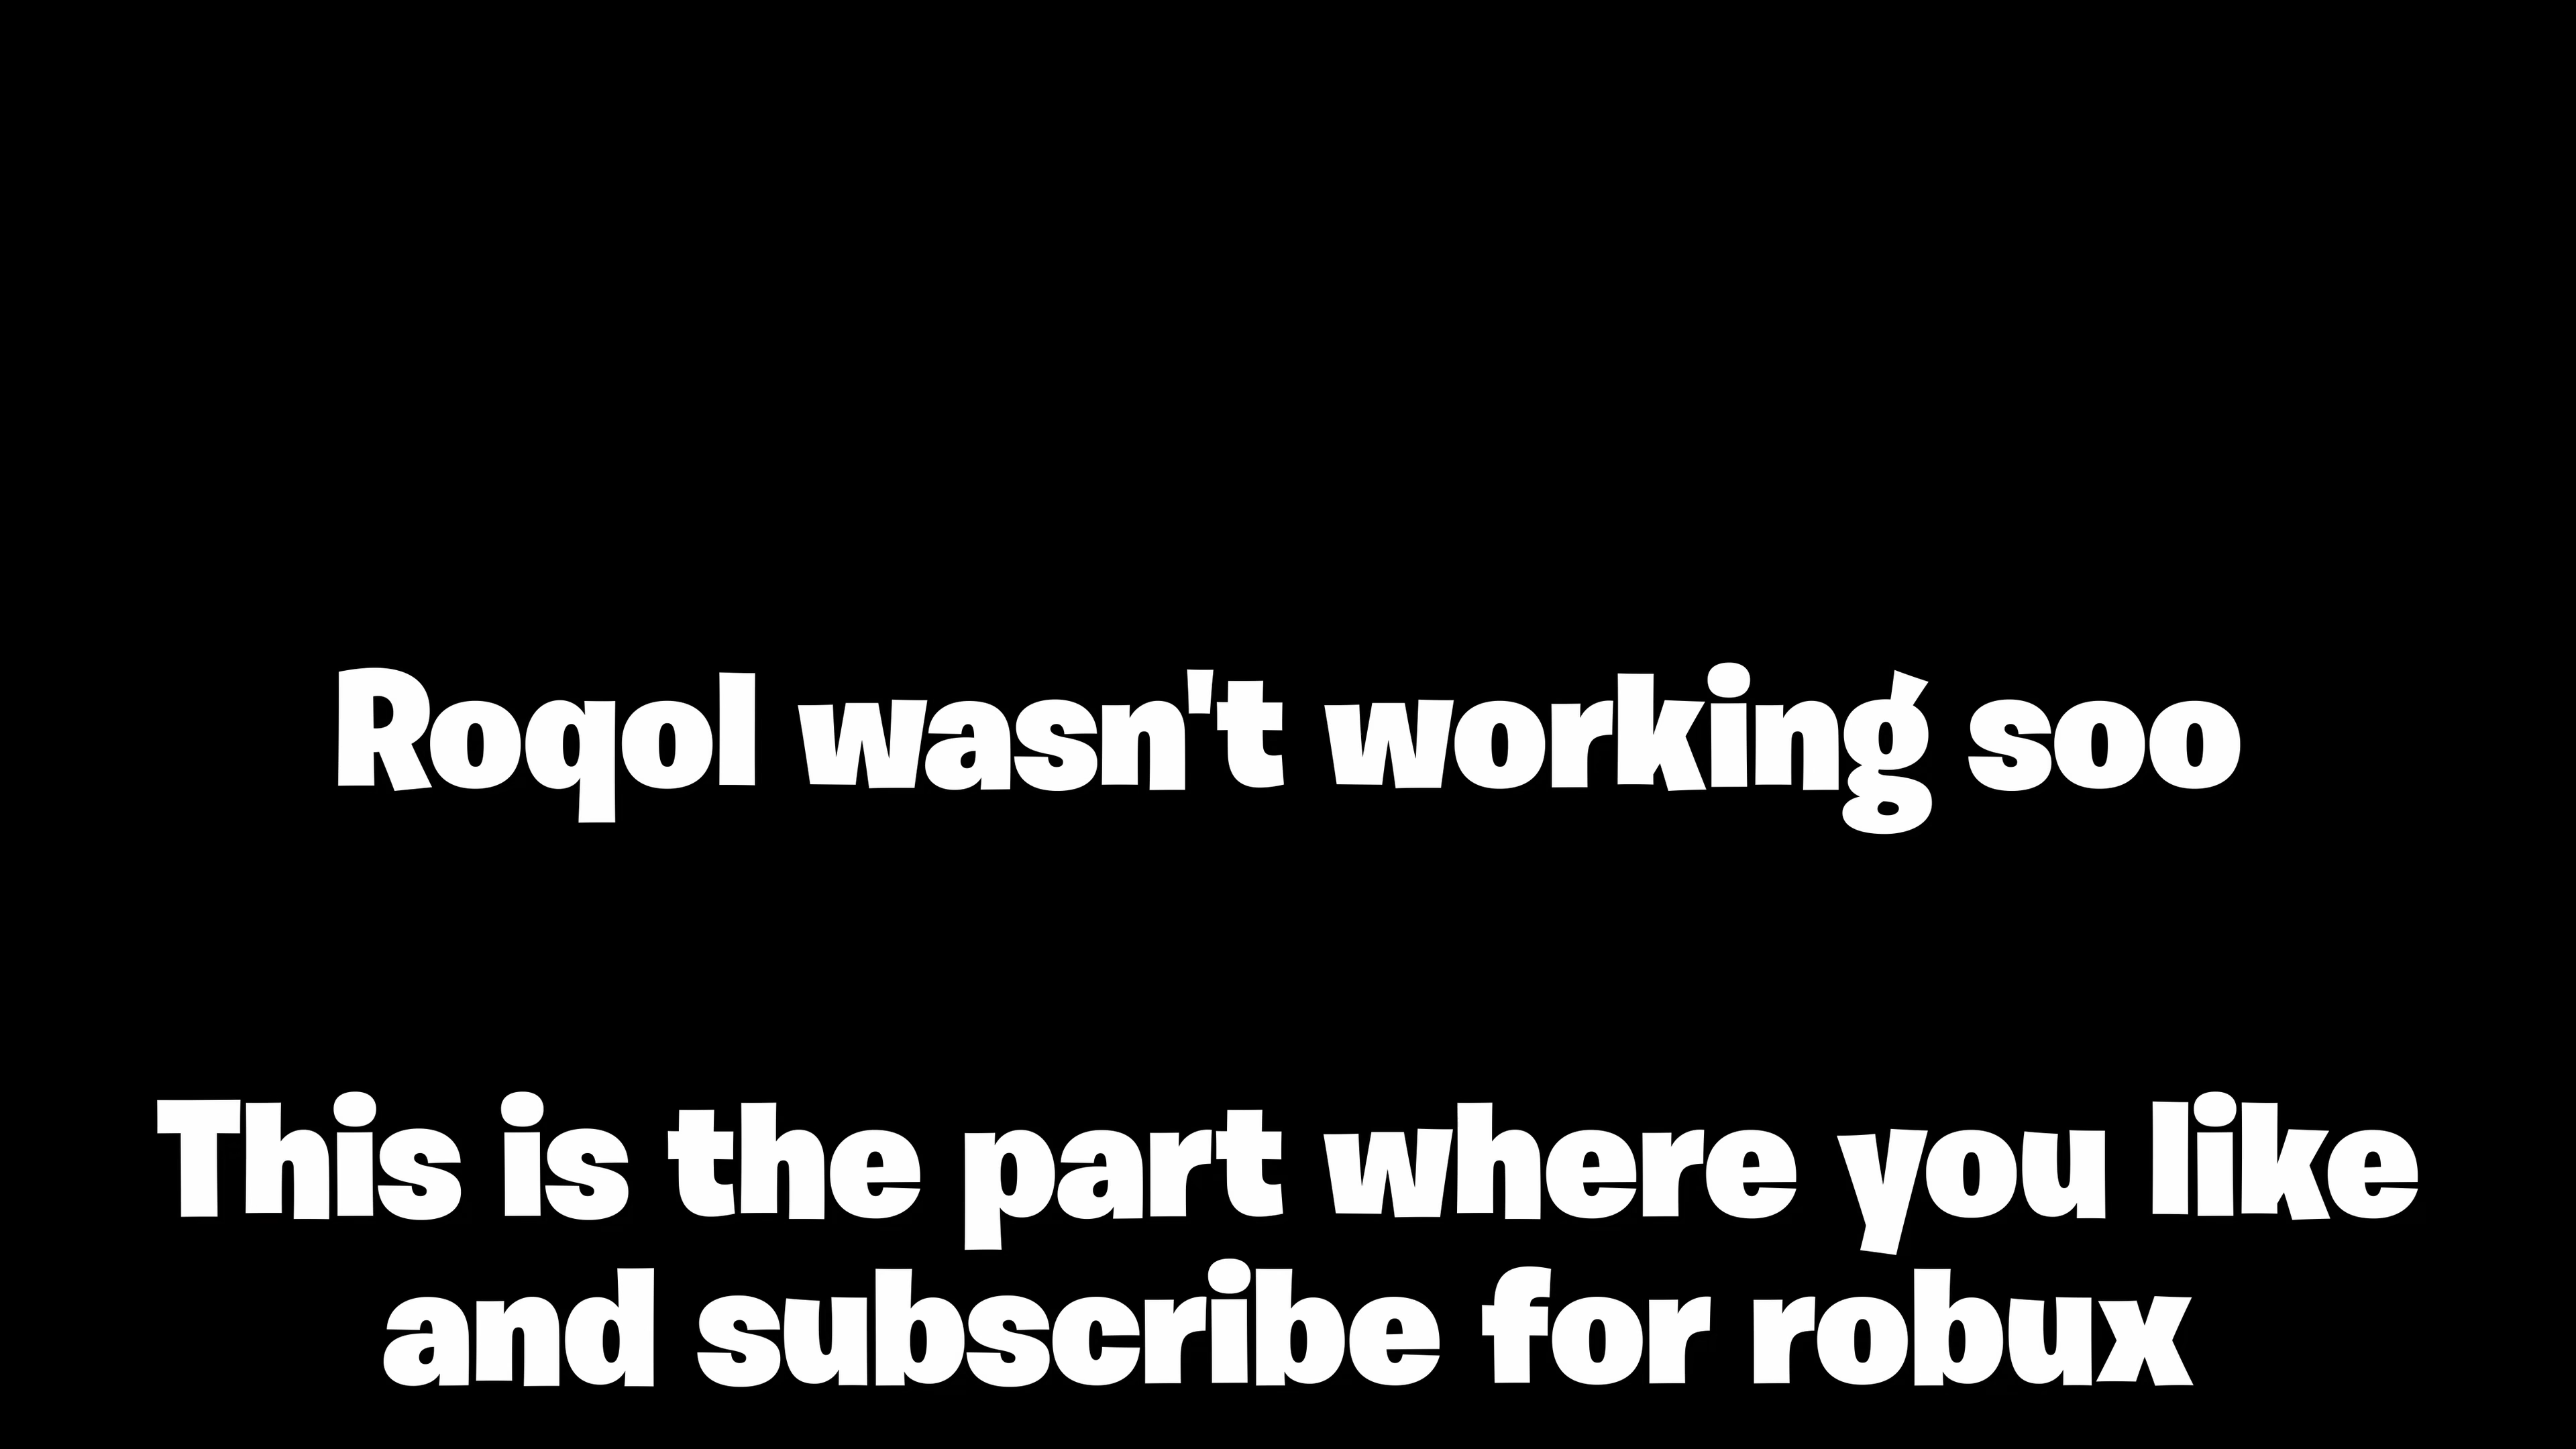 Roqol wasn't working soo
This is the part where you like
and subscribe for robux